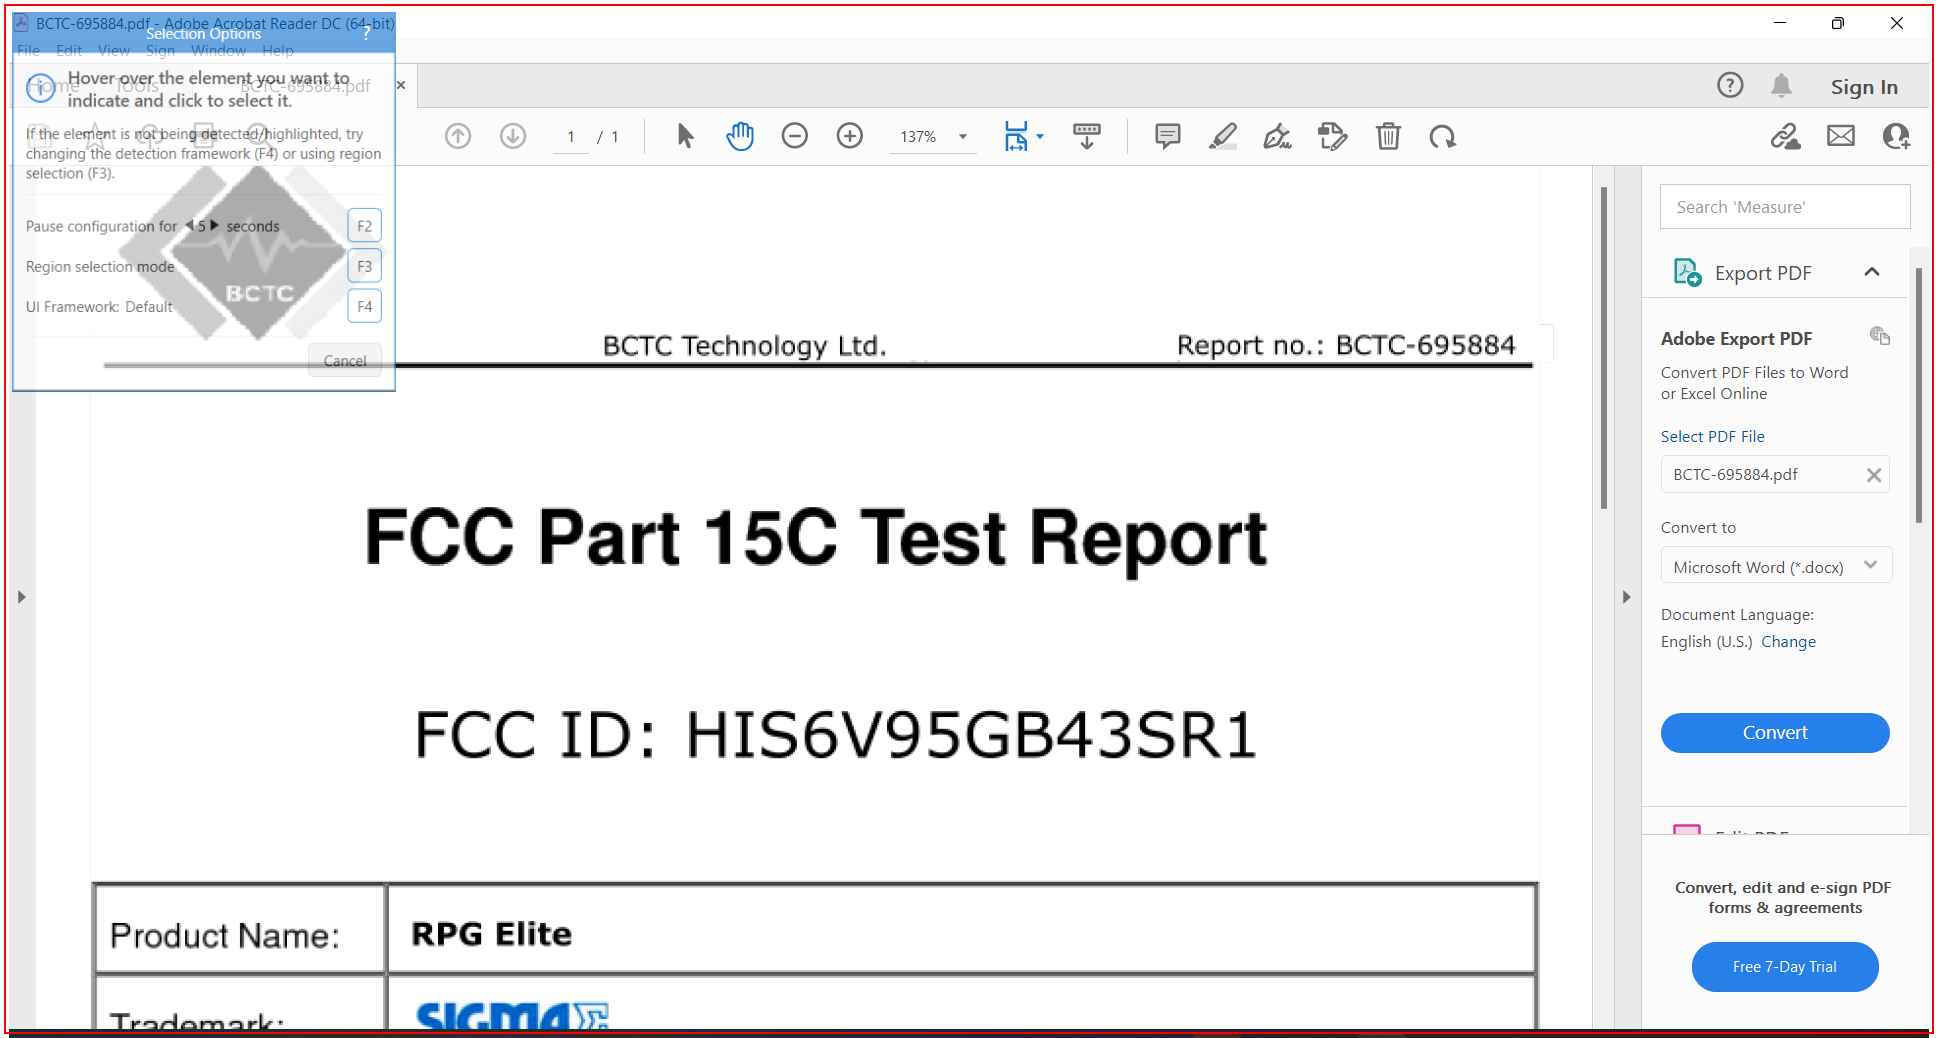 BCTC-695884.pdf - Adobe Acrobat Reader DC (64-bit)
Selection Options ?
File Edit View Sign Window Help
Hover over the element you want to
indicate and click to select it.
Home Tools BCTC-695884.pdf
Sign In
If the element is not being detected/highlighted, try
changing the detection framework (F4) or using region
selection (F3).
1 / 1
137%
Pause configuration for 5 seconds F2
Region selection mode F3
UI Framework: Default F4
Cancel
BCTC
BCTC Technology Ltd. Report no.: BCTC-695884
FCC Part 15C Test Report
FCC ID: HIS6V95GB43SR1
Product Name: RPG Elite
Trademark: SIGMA
Search 'Measure'
Export PDF
Adobe Export PDF
Convert PDF Files to Word
or Excel Online
Select PDF File
BCTC-695884.pdf
Convert to
Microsoft Word (*.docx)
Document Language:
English (U.S.) Change
Convert
Edit PDF
Convert, edit and e-sign PDF
forms & agreements
Free 7-Day Trial